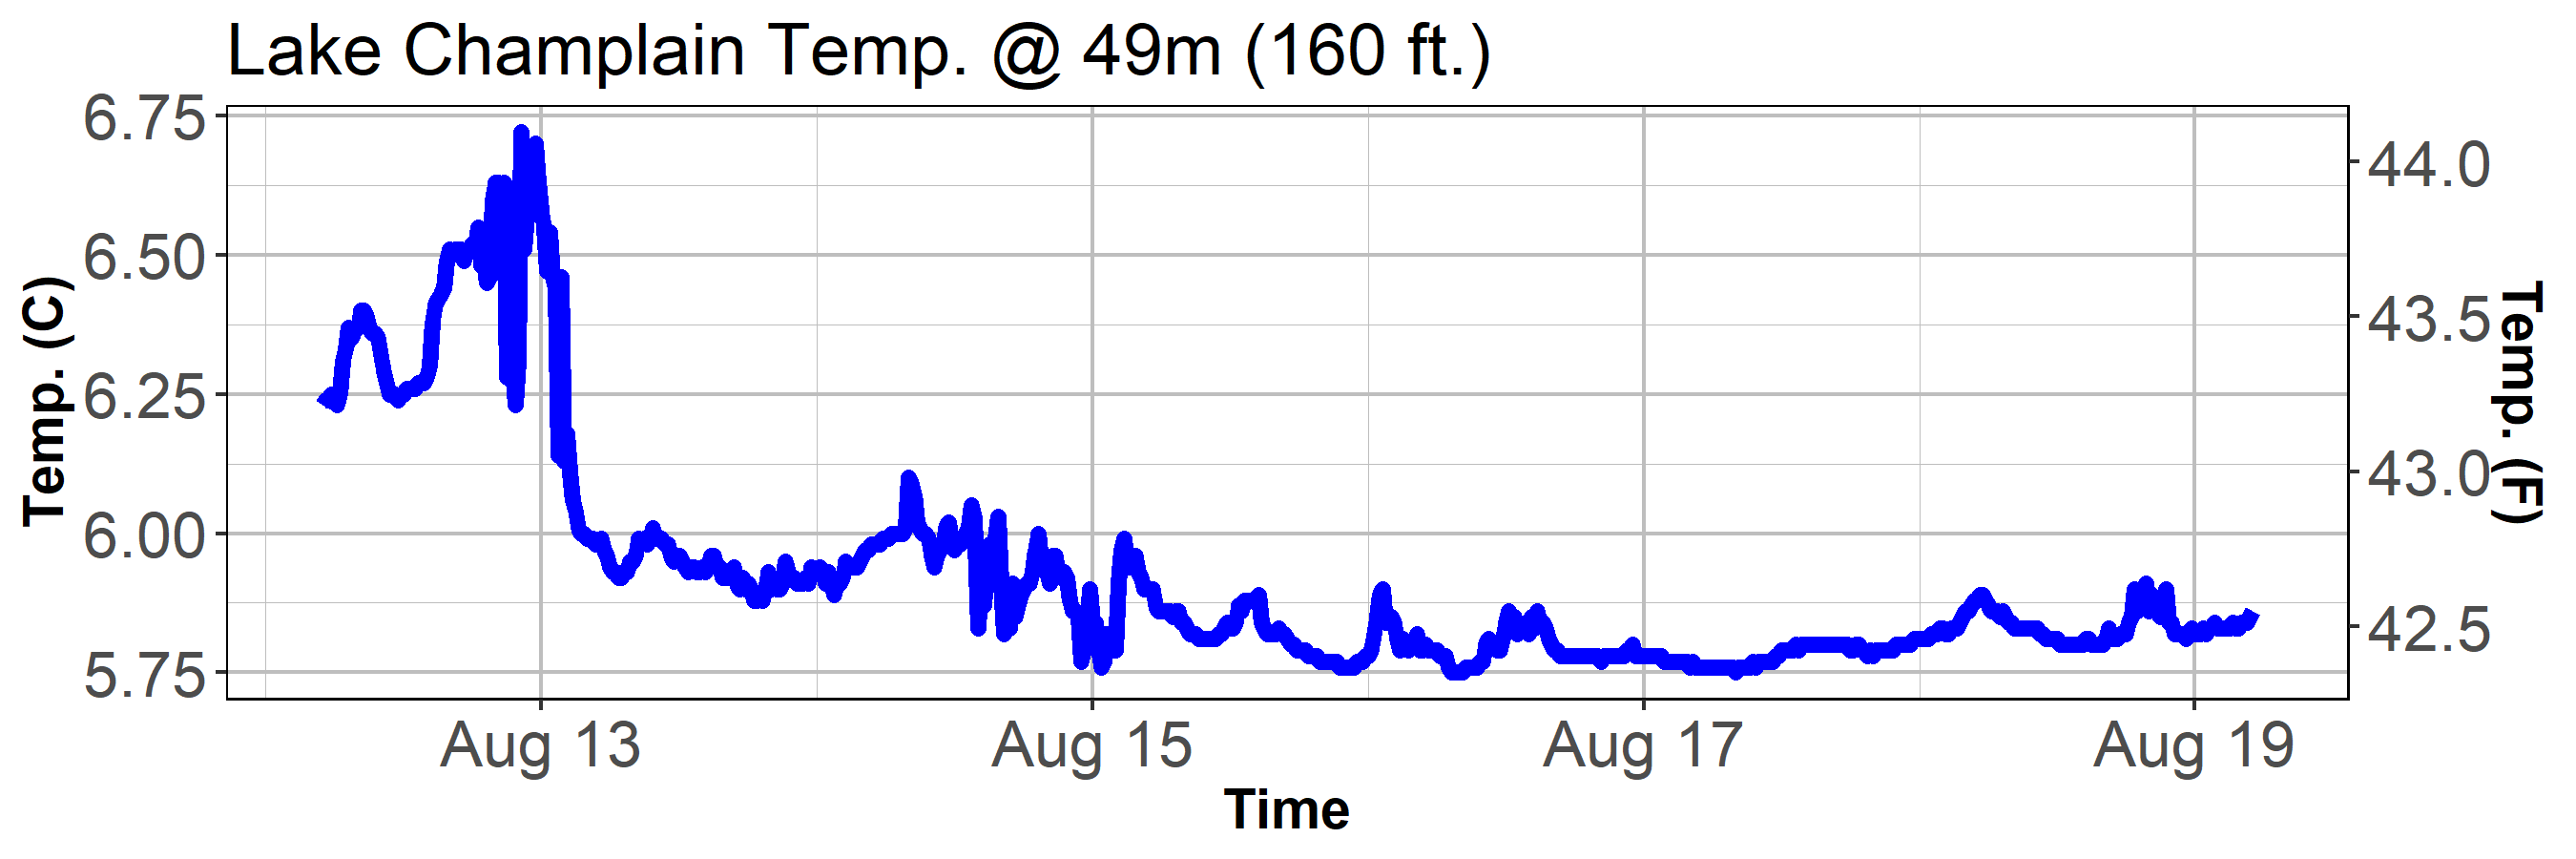 Lake Champlain Temp. @ 49m (160 ft.)
6.75
6.50
6.25
6.00
5.75
Temp. (C)
44.0
43.5
43.0
42.5
Temp. (F)
Aug 13
Aug 15
Aug 17
Aug 19
Time